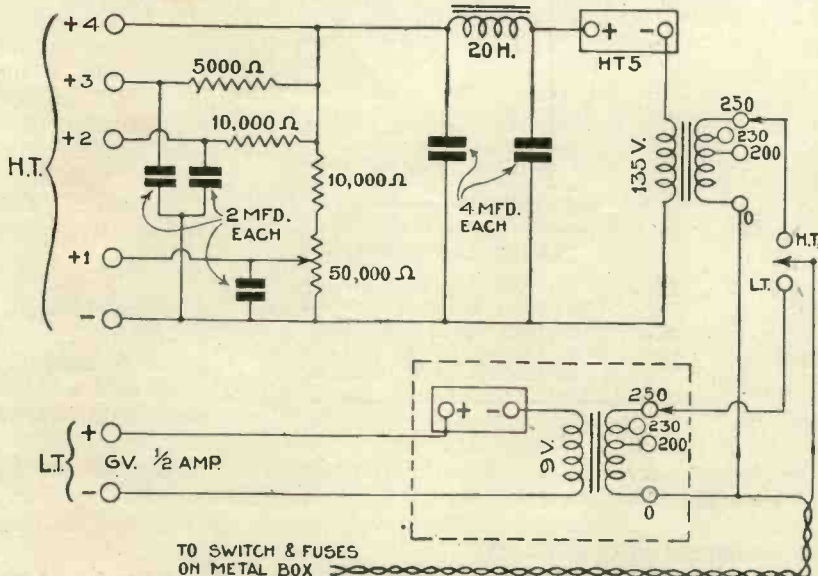 +4
20 H.
+ -
HT5
+3
5000 Ω
250
230
200
+2
10,000 Ω
H.T.
135 V.
10,000 Ω
0
2 MFD.
EACH
4 MFD.
EACH
H.T.
+1
50,000 Ω
L.T.
-
+ -
250
230
200
L.T.
+
6V. ½ AMP.
9 V.
-
0
TO SWITCH & FUSES
ON METAL BOX